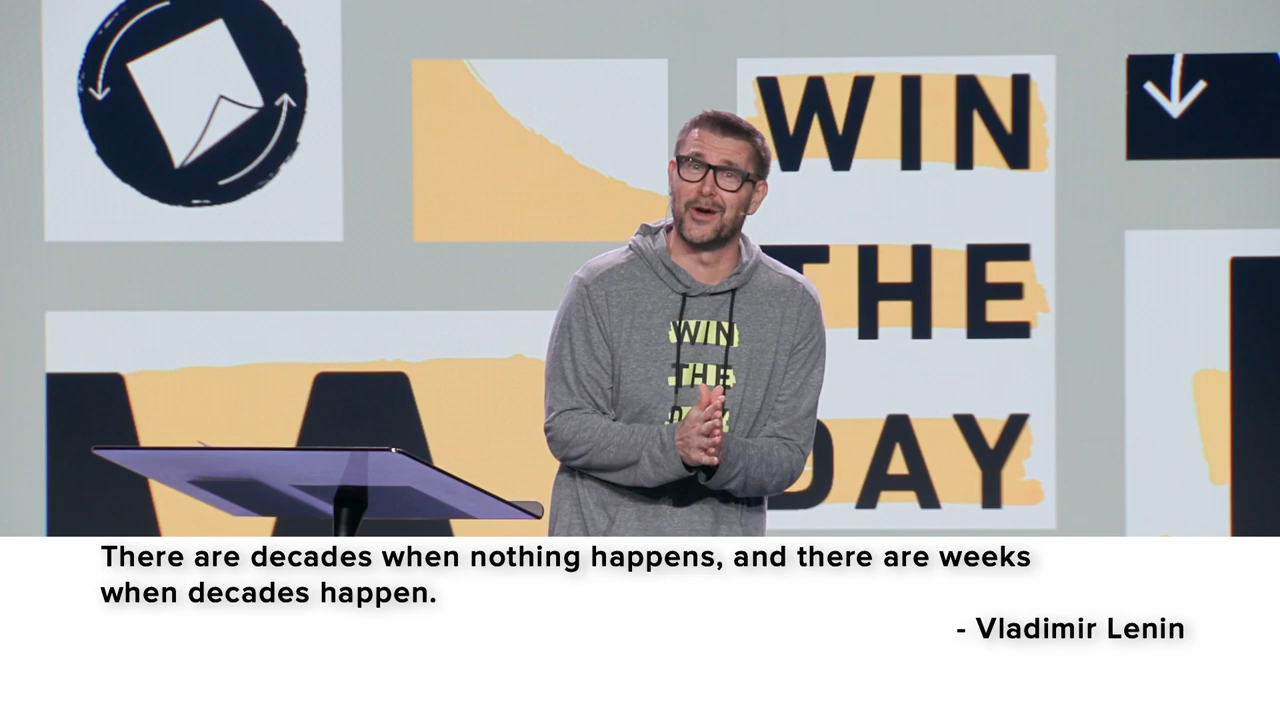 WIN
THE
DAY
WIN
THE
DAY
There are decades when nothing happens, and there are weeks
when decades happen.
- Vladimir Lenin